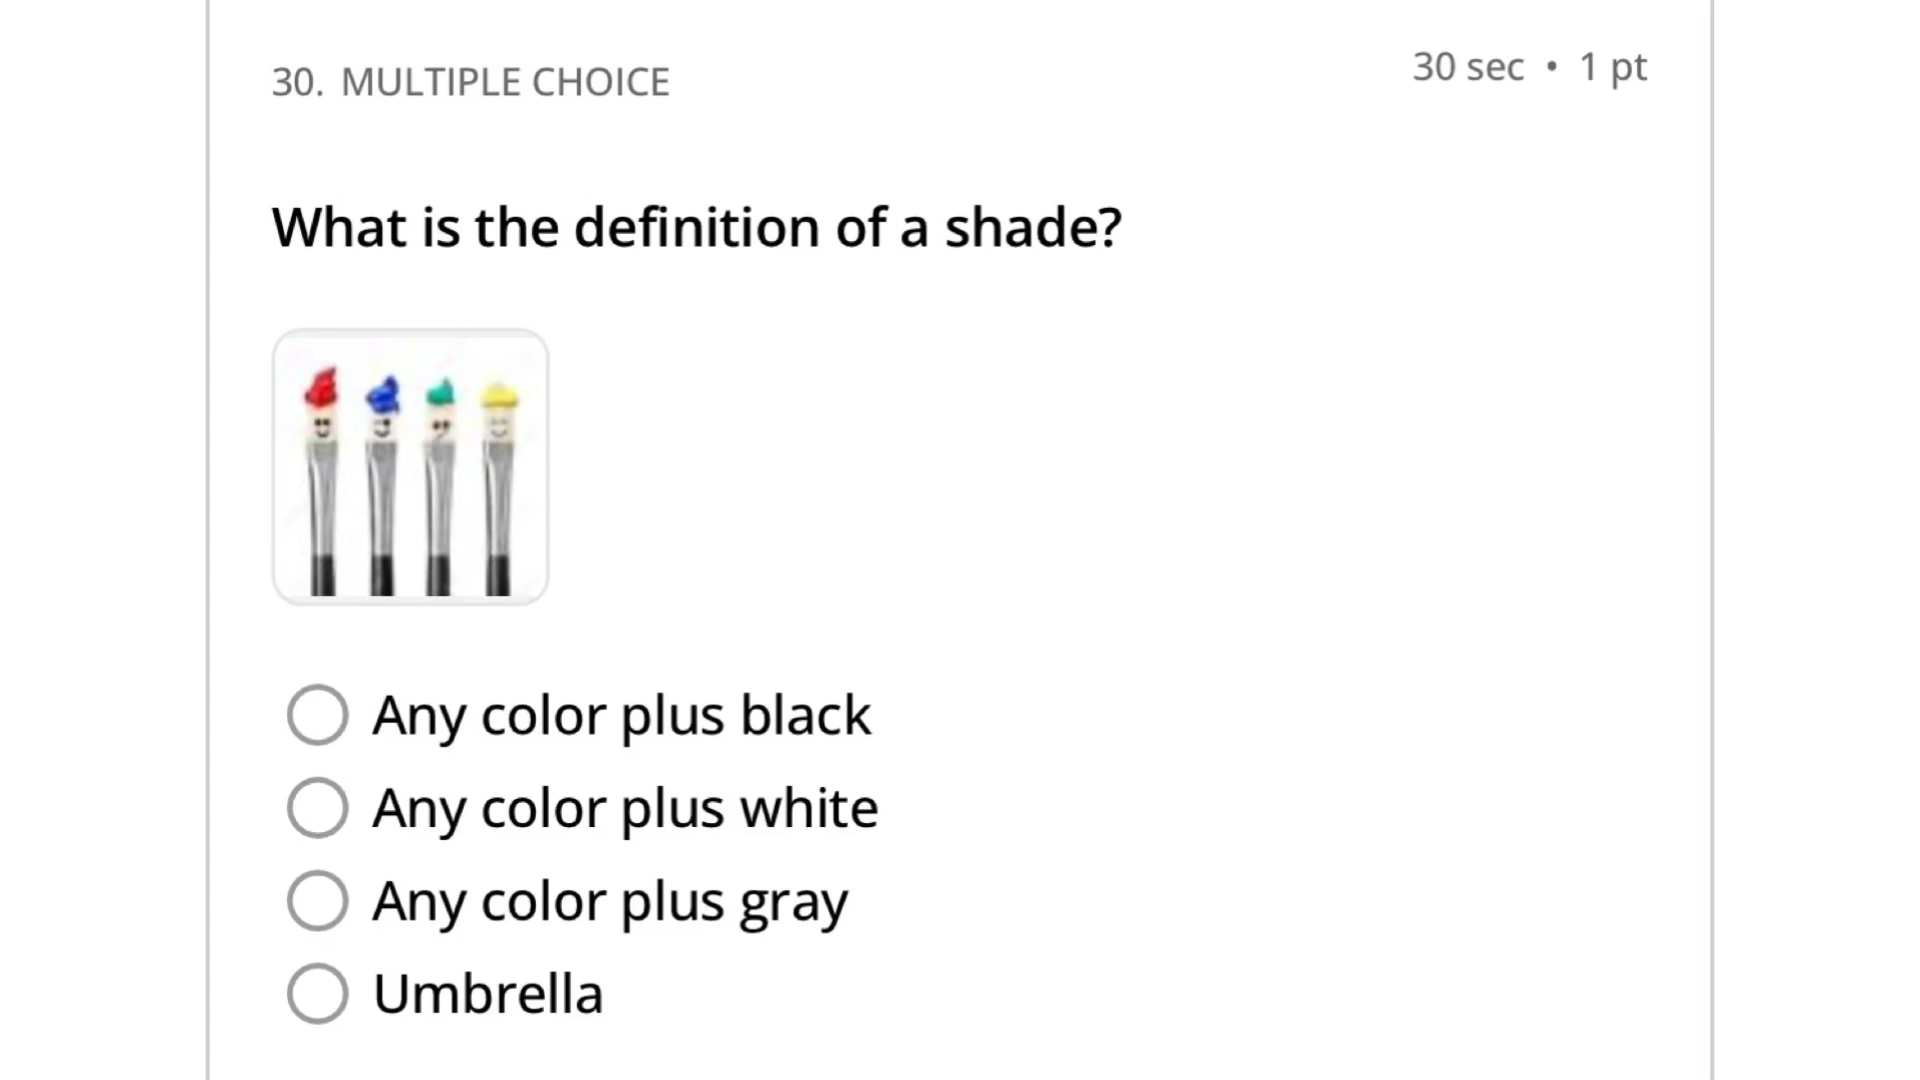 30. MULTIPLE CHOICE
30 sec • 1 pt
What is the definition of a shade?
Any color plus black
Any color plus white
Any color plus gray
Umbrella